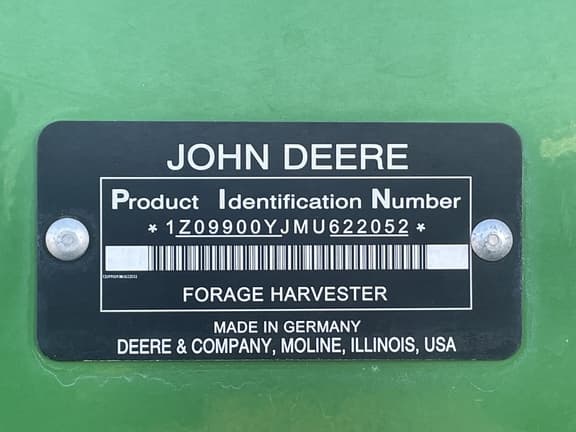 JOHN DEERE
Product Identification Number
*1Z09900YJMU622052*
FORAGE HARVESTER
MADE IN GERMANY
DEERE & COMPANY, MOLINE, ILLINOIS, USA